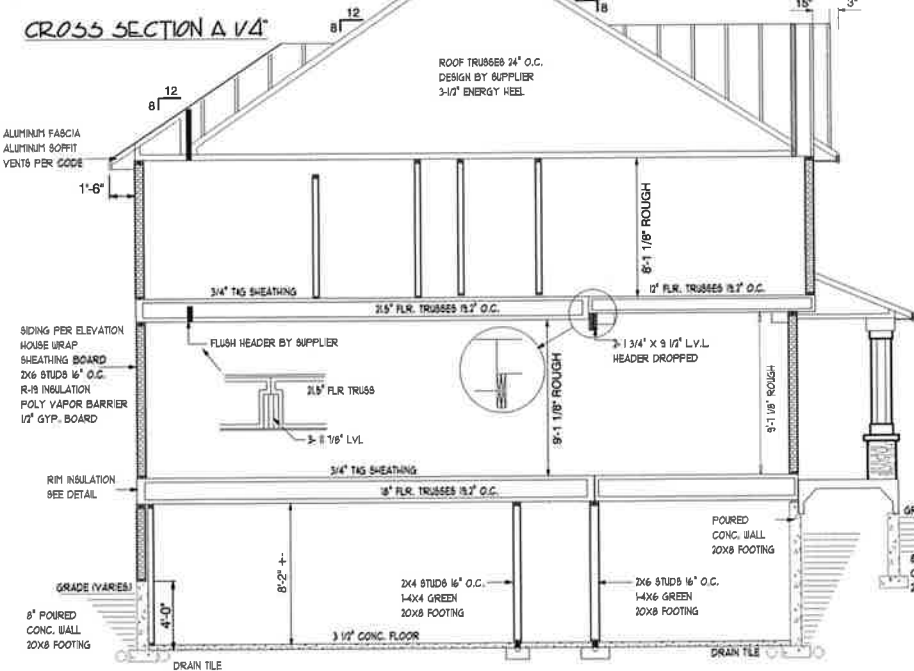 CROSS SECTION A 1/4"
12
8
12
8
8
15"
3"
ROOF TRUSSES 24" O.C.
DESIGN BY SUPPLIER
3-1/2" ENERGY HEEL
ALUMINUM FASCIA
ALUMINUM SOFFIT
VENTS PER CODE
1'-6"
8'-1 1/8" ROUGH
3/4" T&G SHEATHING
12" FLR. TRUSSES 19.2" O.C.
21.5" FLR. TRUSSES 19.2" O.C.
SIDING PER ELEVATION
HOUSE WRAP
SHEATHING BOARD
2X6 STUDS 16" O.C.
R-19 INSULATION
POLY VAPOR BARRIER
1/2" GYP. BOARD
FLUSH HEADER BY SUPPLIER
2-1 3/4" X 9 1/2" L.V.L.
HEADER DROPPED
21.5" FLR TRUSS
3- 11 7/8" LVL
9'-1 1/8" ROUGH
9'-1 1/8" ROUGH
3/4" T&G SHEATHING
RIM INSULATION
SEE DETAIL
18" FLR. TRUSSES 19.2" O.C.
POURED
CONC. WALL
20X8 FOOTING
8'-2" +-
2X4 STUDS 16" O.C.
1-4X4 GREEN
20X8 FOOTING
2X6 STUDS 16" O.C.
1-4X6 GREEN
20X8 FOOTING
GRADE (VARIES)
4'-0"
8" POURED
CONC. WALL
20X8 FOOTING
3 1/2" CONC. FLOOR
DRAIN TILE
DRAIN TILE